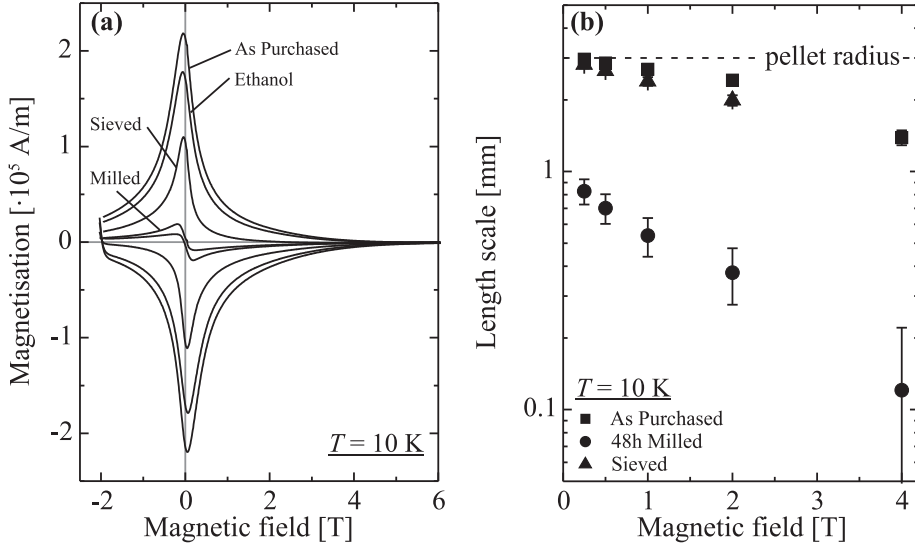 (a)
As Purchased
Ethanol
Sieved
Milled
2
1
0
-1
-2
Magnetisation [·10⁵ A/m]
T = 10 K
-2
0
2
4
6
Magnetic field [T]
(b)
pellet radius
1
0.1
Length scale [mm]
T = 10 K
As Purchased
48h Milled
Sieved
0
1
2
3
4
Magnetic field [T]